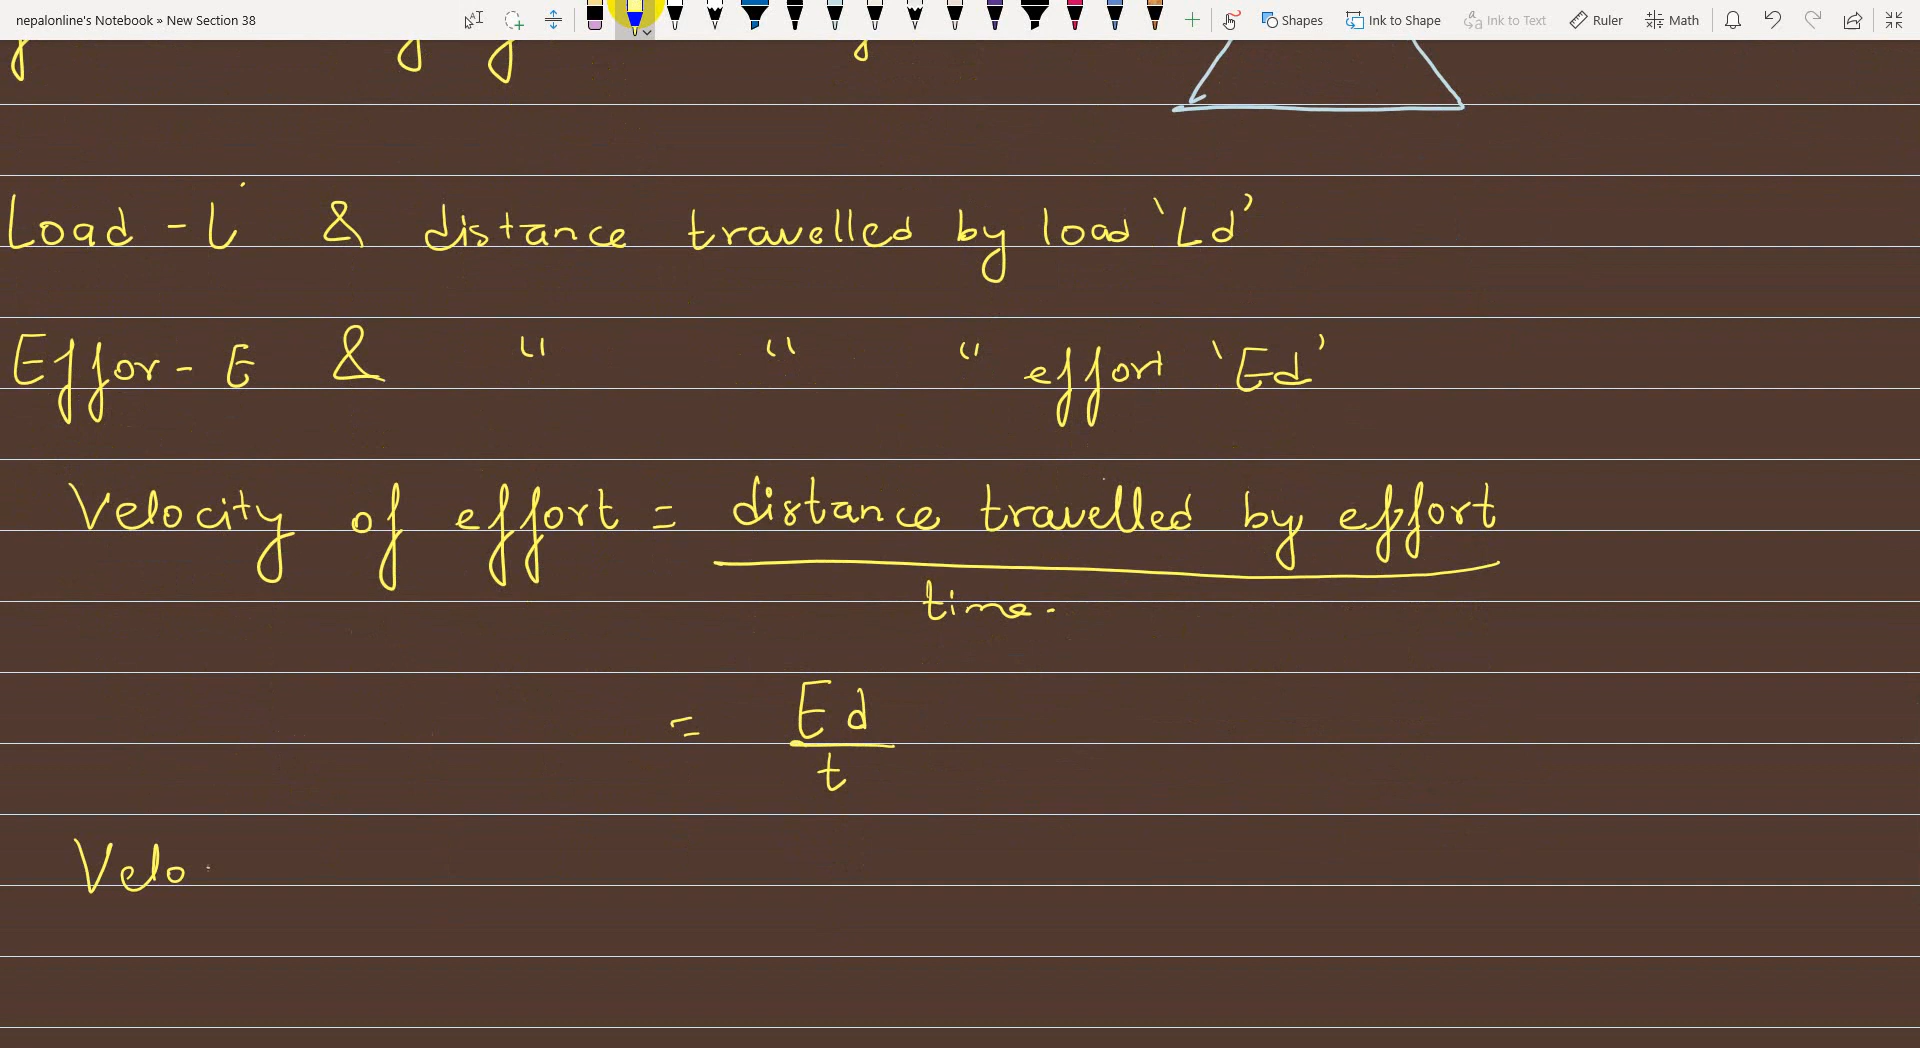 nepalonline's Notebook » New Section 38
Shapes Ink to Shape Ink to Text Ruler Math
Load - L & distance travelled by load 'Ld'
Effor - E & " " " effort 'Ed'
Velocity of effort = distance travelled by effort
time.
= Ed
t
Velo